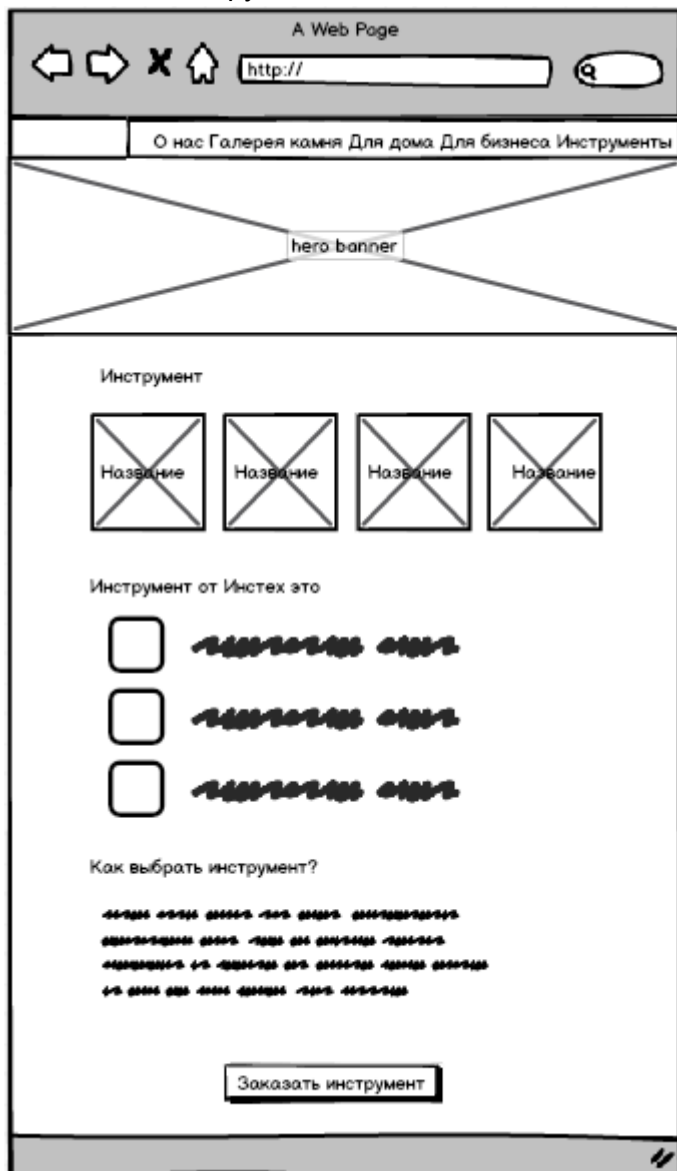 A Web Page
http://
О нас Галерея камня Для дома Для бизнеса Инструменты
hero banner
Инструмент
Название Название Название Название
Инструмент от Инстех это
Как выбрать инструмент?
Заказать инструмент